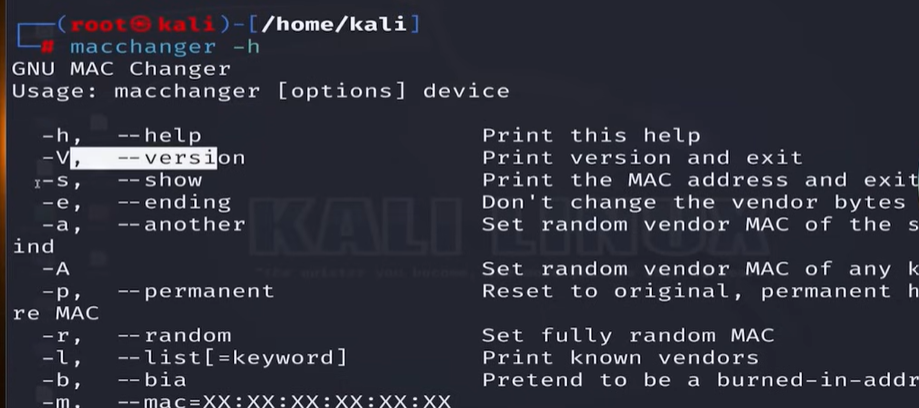 (root㉿kali)-[/home/kali]
# macchanger -h
GNU MAC Changer
Usage: macchanger [options] device
-h, --help Print this help
-V, --version Print version and exit
-s, --show Print the MAC address and exit
-e, --ending Don't change the vendor bytes
-a, --another Set random vendor MAC of the s
ind
-A Set random vendor MAC of any k
-p, --permanent Reset to original, permanent h
re MAC
-r, --random Set fully random MAC
-l, --list[=keyword] Print known vendors
-b, --bia Pretend to be a burned-in-addr
-m, --mac=XX:XX:XX:XX:XX:XX
KALI LINUX